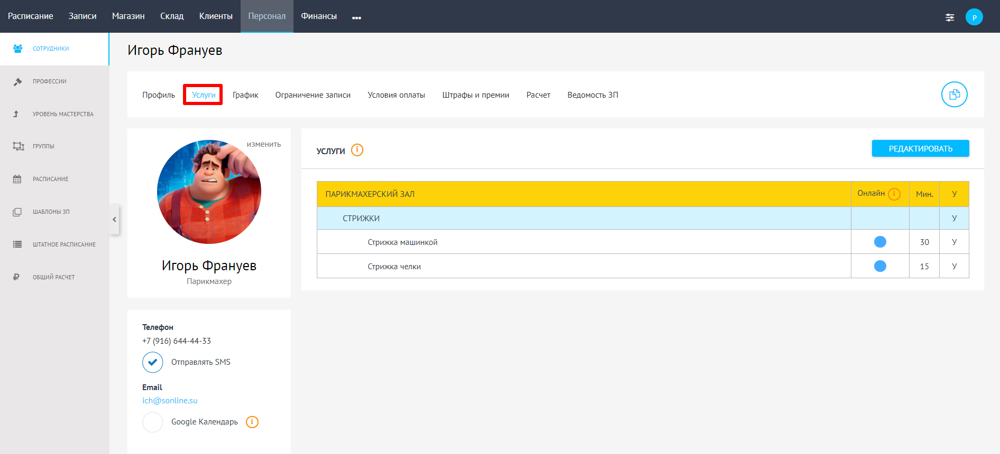 Расписание Записи Магазин Склад Клиенты Персонал Финансы
Р
СОТРУДНИКИ
ПРОФЕССИИ
УРОВЕНЬ МАСТЕРСТВА
ГРУППЫ
РАСПИСАНИЕ
ШАБЛОНЫ ЗП
ШТАТНОЕ РАСПИСАНИЕ
ОБЩИЙ РАСЧЕТ
Игорь Франуев
Профиль Услуги График Ограничение записи Условия оплаты Штрафы и премии Расчет Ведомость ЗП
изменить
Игорь Франуев
Парикмахер
Телефон
+7 (916) 644-44-33
Отправлять SMS
Email
ich@sonline.su
Google Календарь
УСЛУГИ
РЕДАКТИРОВАТЬ
ПАРИКМАХЕРСКИЙ ЗАЛ Онлайн Мин. У
СТРИЖКИ У
Стрижка машинкой 30 У
Стрижка челки 15 У